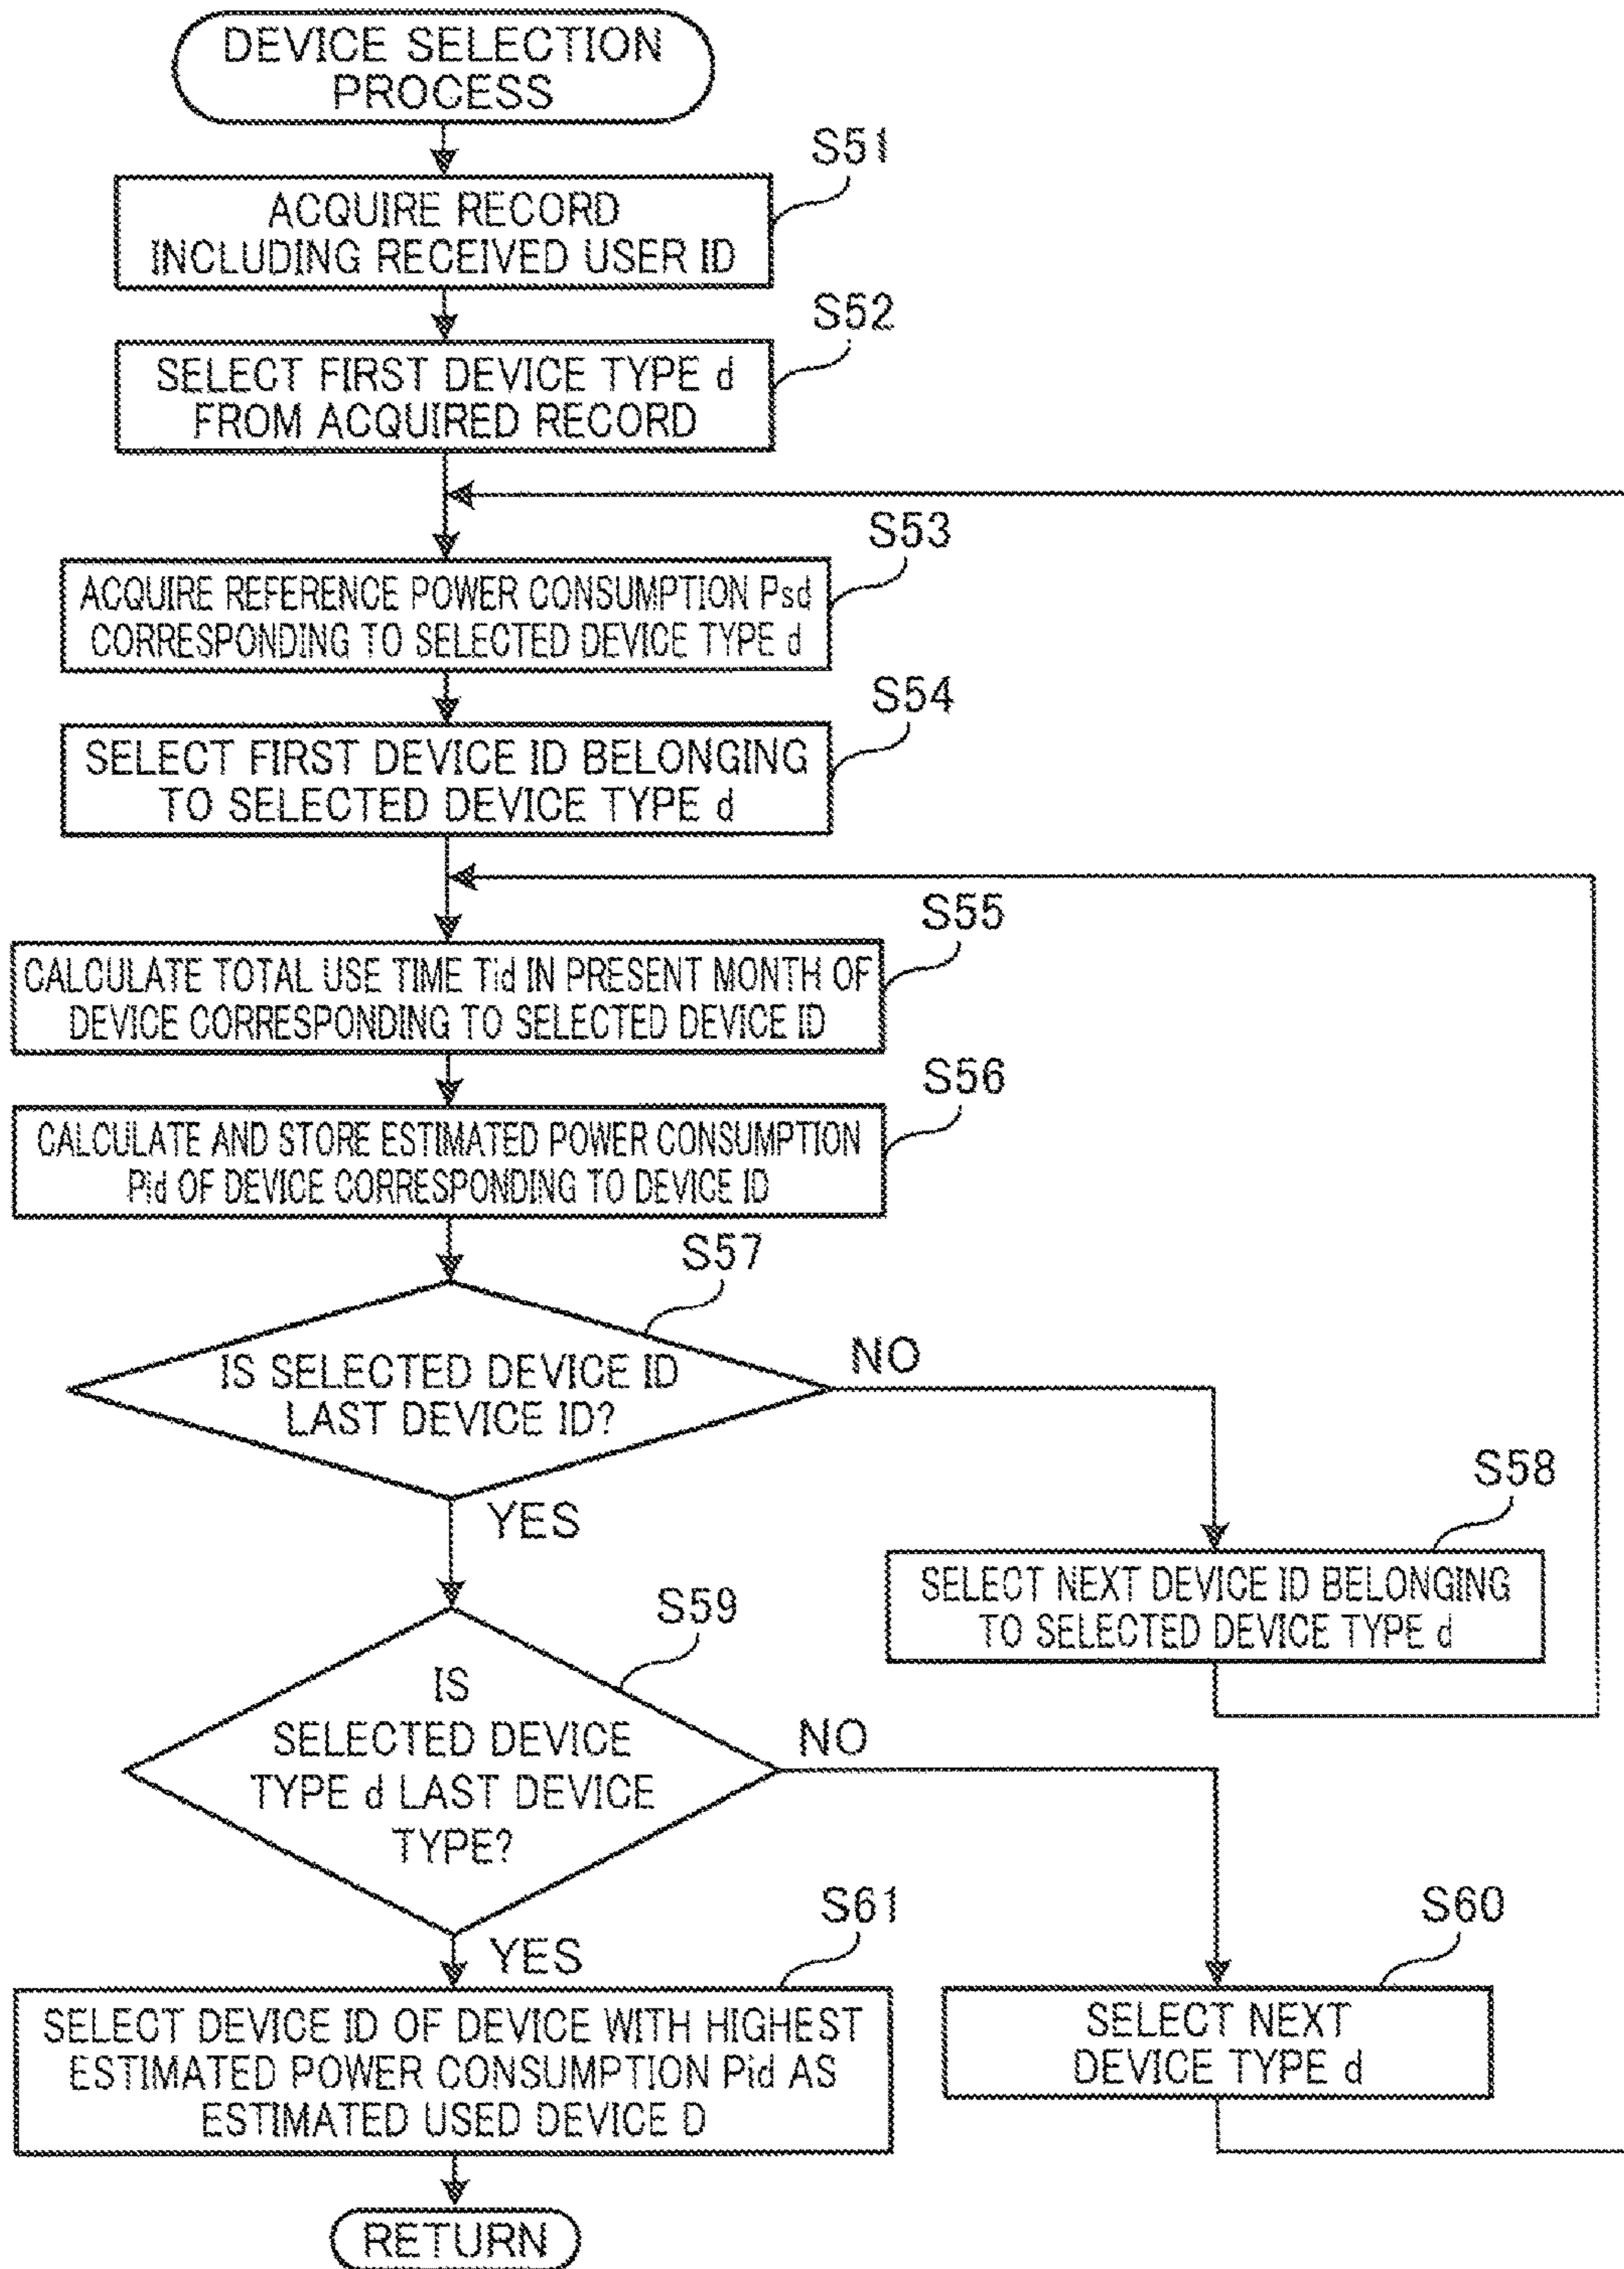 DEVICE SELECTION
PROCESS
S51
ACQUIRE RECORD
INCLUDING RECEIVED USER ID
S52
SELECT FIRST DEVICE TYPE d
FROM ACQUIRED RECORD
S53
ACQUIRE REFERENCE POWER CONSUMPTION Psd
CORRESPONDING TO SELECTED DEVICE TYPE d
S54
SELECT FIRST DEVICE ID BELONGING
TO SELECTED DEVICE TYPE d
S55
CALCULATE TOTAL USE TIME Tid IN PRESENT MONTH OF
DEVICE CORRESPONDING TO SELECTED DEVICE ID
S56
CALCULATE AND STORE ESTIMATED POWER CONSUMPTION
Pid OF DEVICE CORRESPONDING TO DEVICE ID
S57
IS SELECTED DEVICE ID
LAST DEVICE ID?
NO
YES
S58
SELECT NEXT DEVICE ID BELONGING
TO SELECTED DEVICE TYPE d
S59
IS
SELECTED DEVICE
TYPE d LAST DEVICE
TYPE?
NO
YES
S60
SELECT NEXT
DEVICE TYPE d
S61
SELECT DEVICE ID OF DEVICE WITH HIGHEST
ESTIMATED POWER CONSUMPTION Pid AS
ESTIMATED USED DEVICE D
RETURN